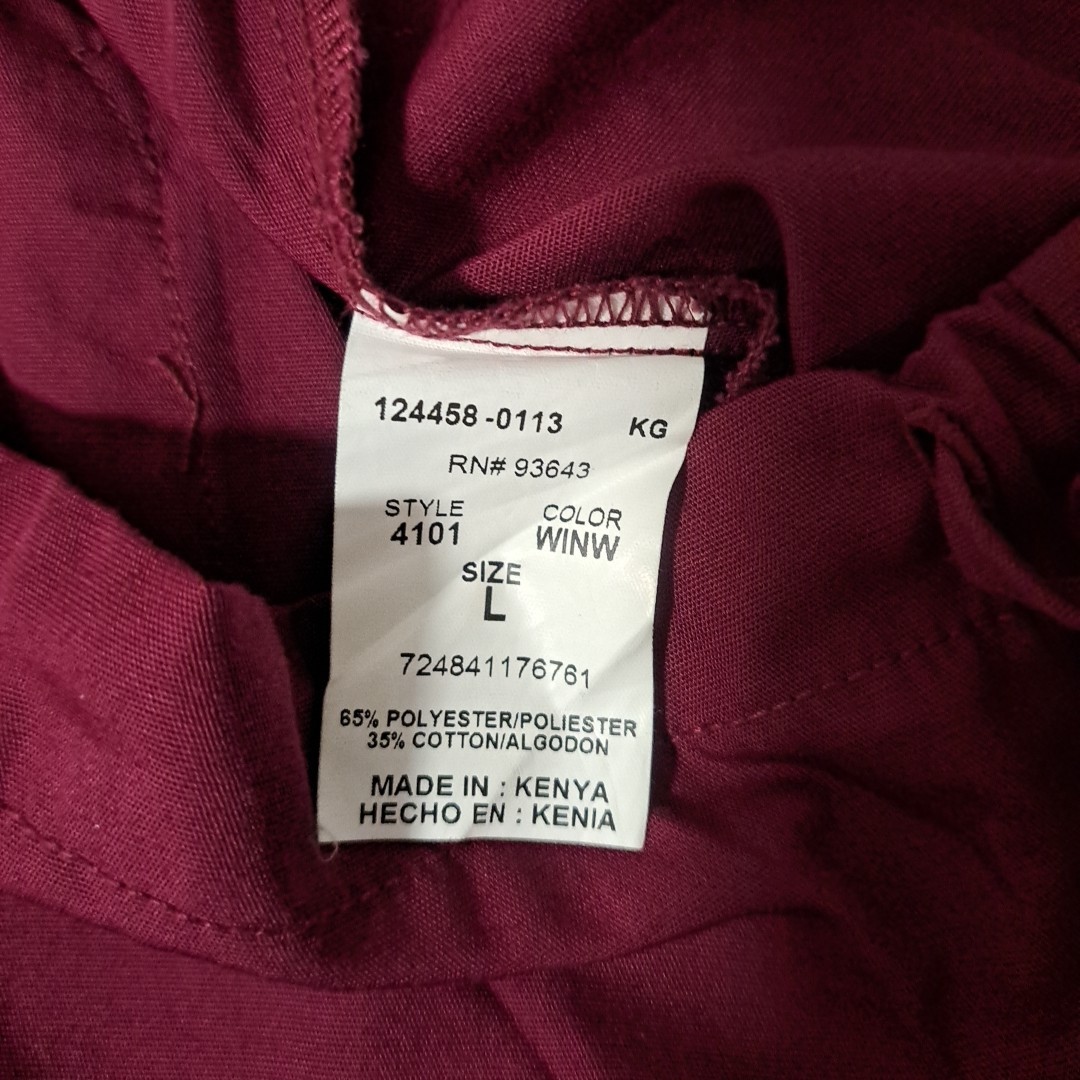 124458 -0113 KG
RN# 93643
STYLE COLOR
4101 WINW
SIZE
L
724841176761
65% POLYESTER/POLIESTER
35% COTTON/ALGODON
MADE IN : KENYA
HECHO EN : KENIA